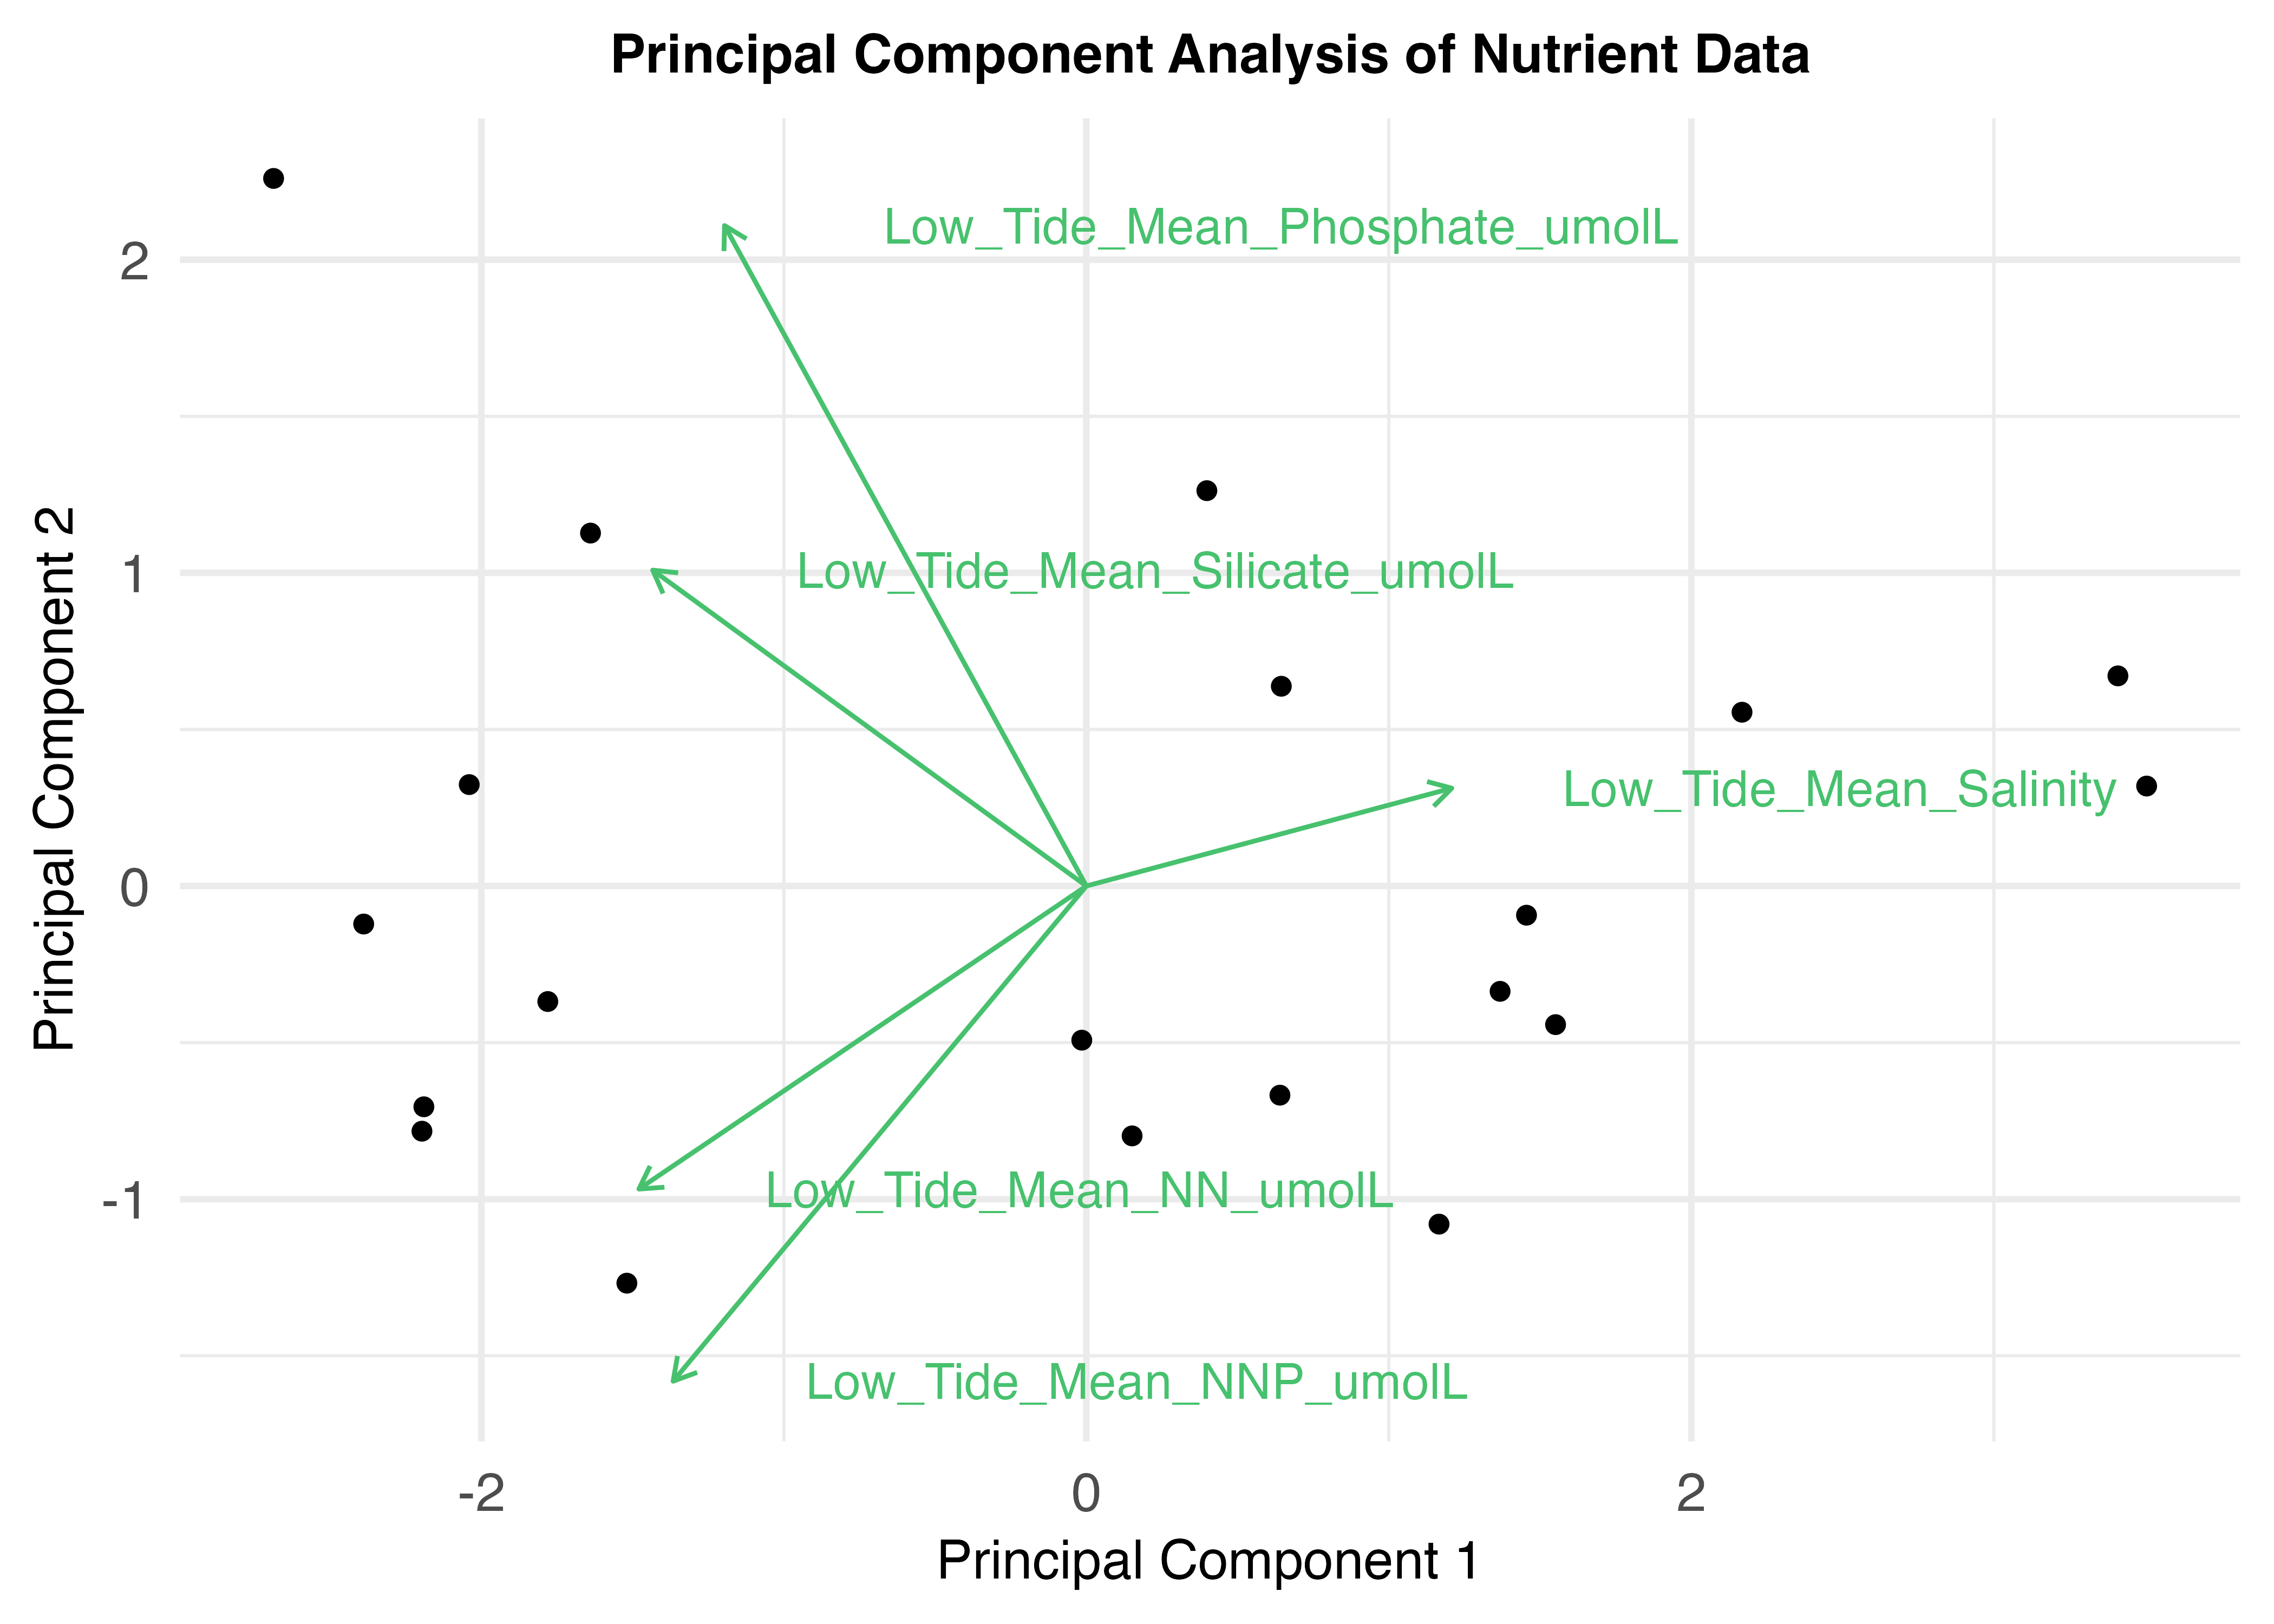 Principal Component Analysis of Nutrient Data
Low_Tide_Mean_Phosphate_umolL
2
Low_Tide_Mean_Silicate_umolL
1
Low_Tide_Mean_Salinity
0
Principal Component 2
Low_Tide_Mean_NN_umolL
-1
Low_Tide_Mean_NNP_umolL
-2 0 2
Principal Component 1